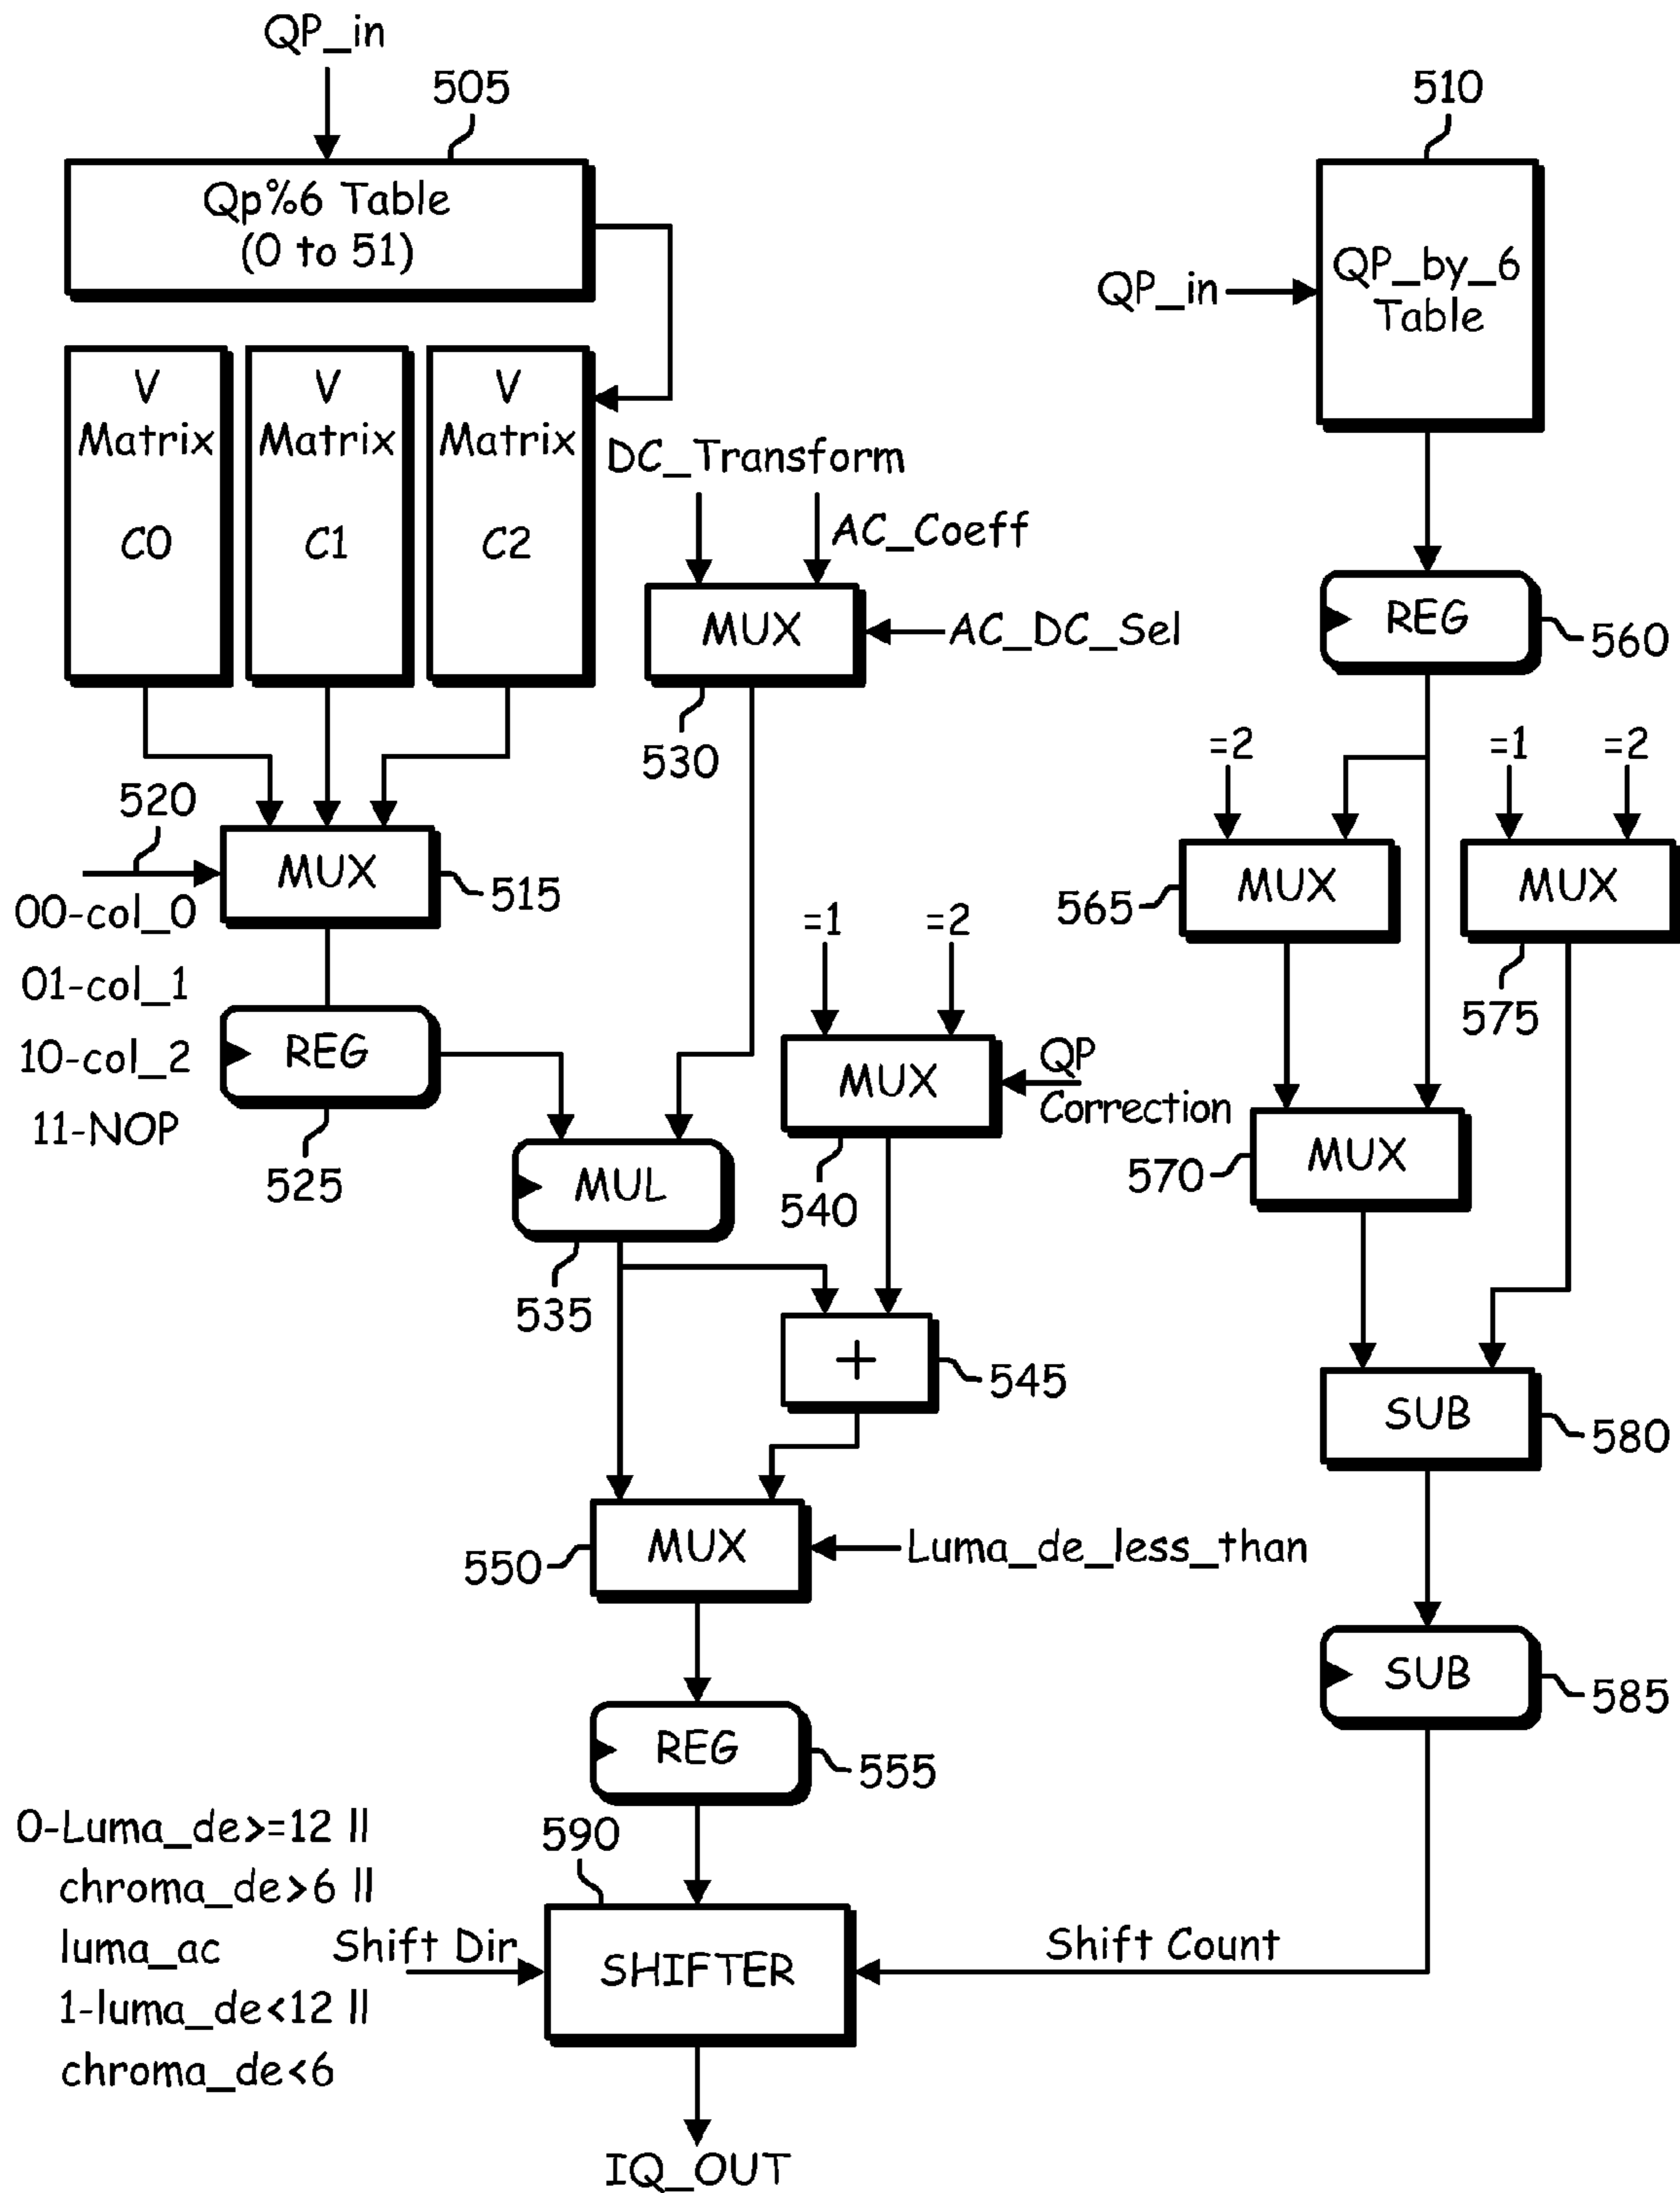 QP_in
505
510
Qp%6 Table
(0 to 51)
QP_in
QP_by_6
Table
V
Matrix
C0
V
Matrix
C1
V
Matrix
C2
DC_Transform
AC_Coeff
MUX
AC_DC_Sel
530
REG
560
520
MUX
515
00-col_0
01-col_1
10-col_2
11-NOP
REG
525
=2
=1
=2
MUX
565
MUX
575
=1
=2
MUX
QP
Correction
540
MUX
570
MUL
535
+
545
SUB
580
MUX
550
Luma_de_less_than
SUB
585
REG
555
590
0-Luma_de>=12 ||
chroma_de>6 ||
luma_ac
1-luma_de<12 ||
chroma_de<6
Shift Dir
SHIFTER
Shift Count
IQ_OUT